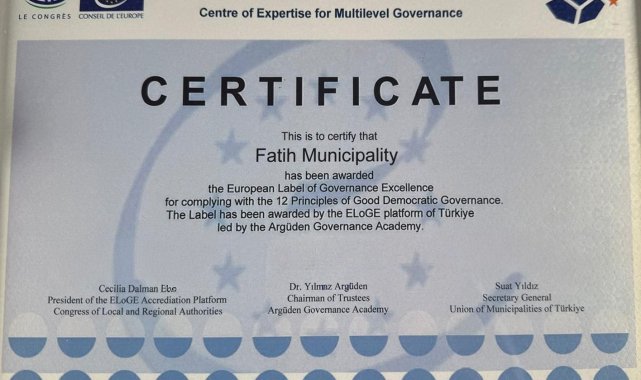 LE CONGRÈS
CONSEIL DE L'EUROPE
Centre of Expertise for Multilevel Governance
CERTIFICATE
This is to certify that
Fatih Municipality
has been awarded
the European Label of Governance Excellence
for complying with the 12 Principles of Good Democratic Governance.
The Label has been awarded by the ELoGE platform of Türkiye
led by the Argüden Governance Academy.
Cecilia Dalman Eек
President of the ELoGE Accrediation Platform
Congress of Local and Regional Authorities
Dr. Yılmaz Argüden
Chairman of Trustees
Argüden Governance Academy
Suat Yıldız
Secretary General
Union of Municipalities of Türkiye